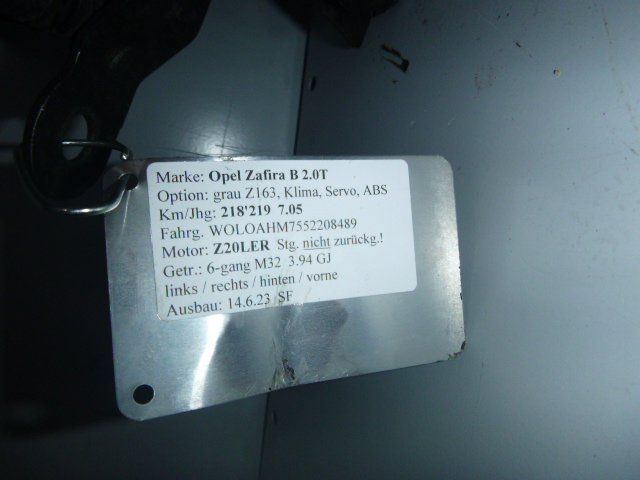 Marke: Opel Zafira B 2.0T
Option: grau Z163, Klima, Servo, ABS
Km/Jhg: 218'219 7.05
Fahrg. WOLOAHM7552208489
Motor: Z20LER Stg. nicht zurückg.!
Getr.: 6-gang M32 3.94 GJ
links / rechts / hinten / vorne
Ausbau: 14.6.23 SF